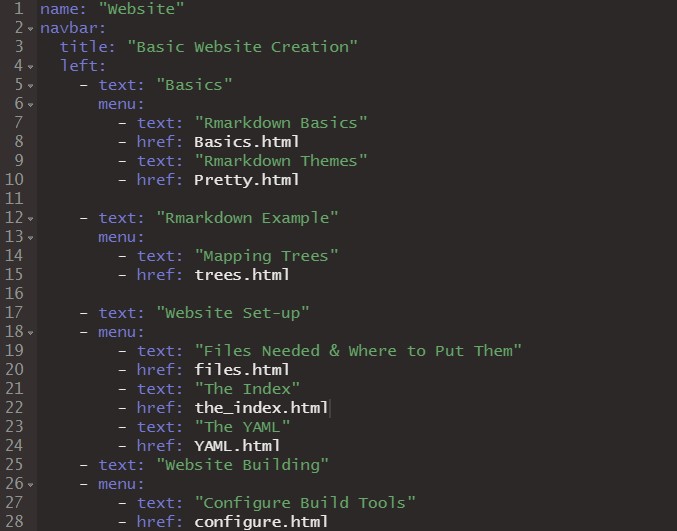 1 name: "Website"
2 navbar:
3   title: "Basic Website Creation"
4   left:
5     - text: "Basics"
6       menu:
7         - text: "Rmarkdown Basics"
8         - href: Basics.html
9         - text: "Rmarkdown Themes"
10         - href: Pretty.html
11
12     - text: "Rmarkdown Example"
13       menu:
14         - text: "Mapping Trees"
15         - href: trees.html
16
17     - text: "Website Set-up"
18     - menu:
19         - text: "Files Needed & Where to Put Them"
20         - href: files.html
21         - text: "The Index"
22         - href: the_index.html
23         - text: "The YAML"
24         - href: YAML.html
25     - text: "Website Building"
26     - menu:
27         - text: "Configure Build Tools"
28         - href: configure.html